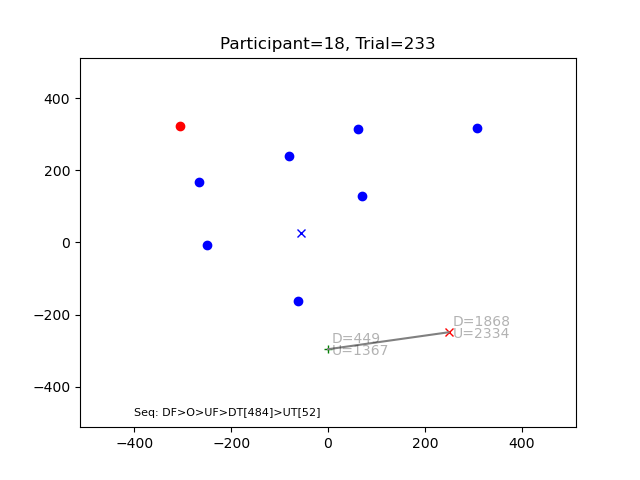 Participant=18, Trial=233
400
200
0
−200
−400
D=1868
U=2334
D=449
U=1367
Seq: DF>O>UF>DT[484]>UT[52]
−400 −200 0 200 400